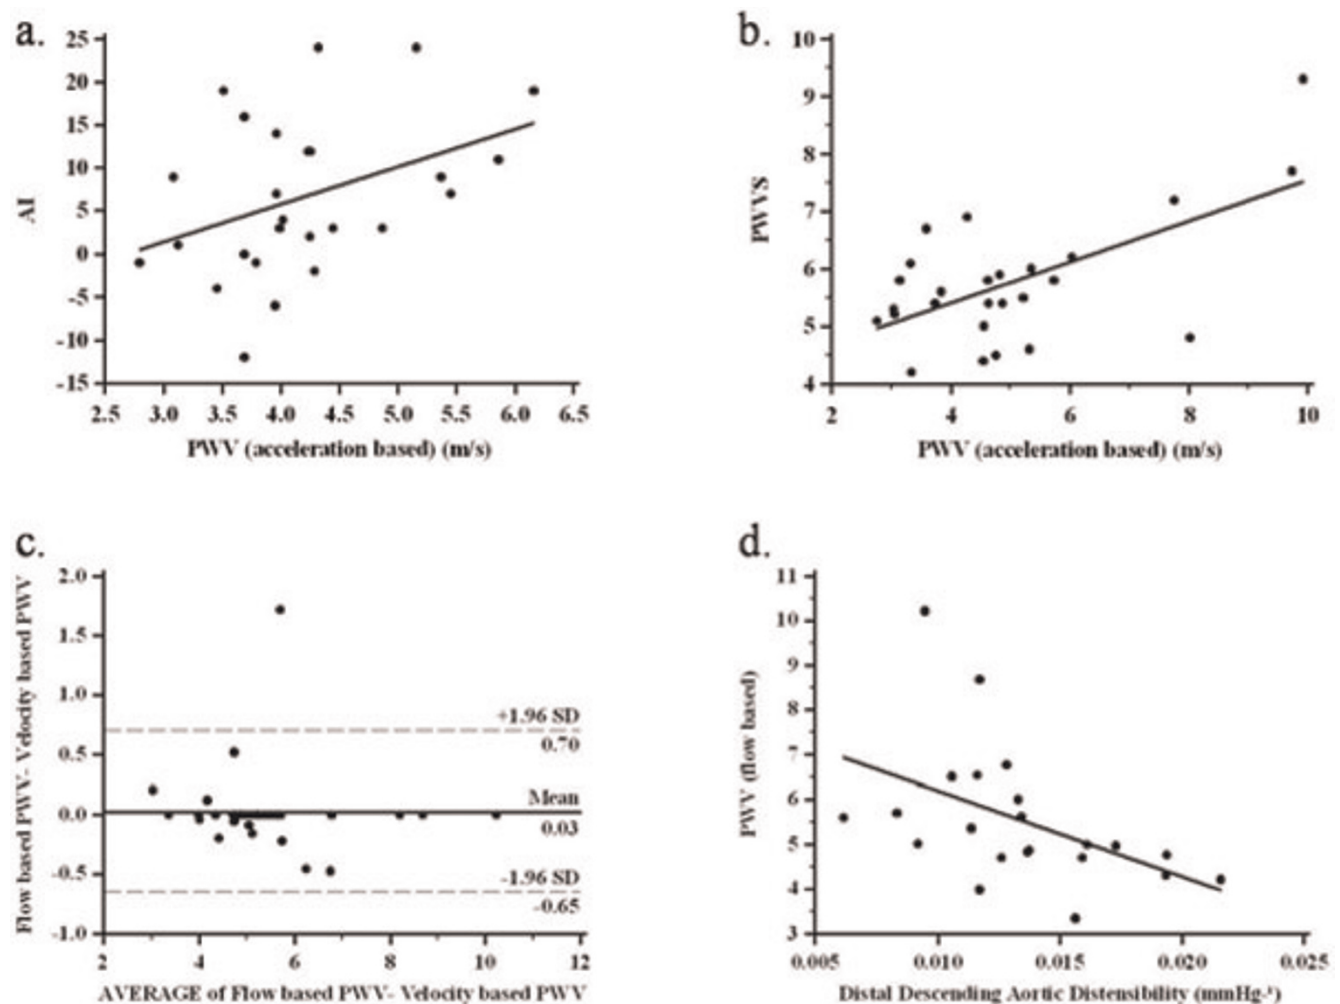 a.
25
20
15
10
5
0
-5
-10
-15
AI
2.5 3.0 3.5 4.0 4.5 5.0 5.5 6.0 6.5
PWV (acceleration based) (m/s)
b.
10
9
8
7
6
5
4
PWVS
2 4 6 8 10
PWV (acceleration based) (m/s)
c.
2.0
1.5
1.0
0.5
0.0
-0.5
-1.0
Flow based PWV- Velocity based PWV
+1.96 SD
0.70
Mean
0.03
-1.96 SD
-0.65
2 4 6 8 10 12
AVERAGE of Flow based PWV- Velocity based PWV
d.
11
10
9
8
7
6
5
4
3
PWV (flow based)
0.005 0.010 0.015 0.020 0.025
Distal Descending Aortic Distensibility